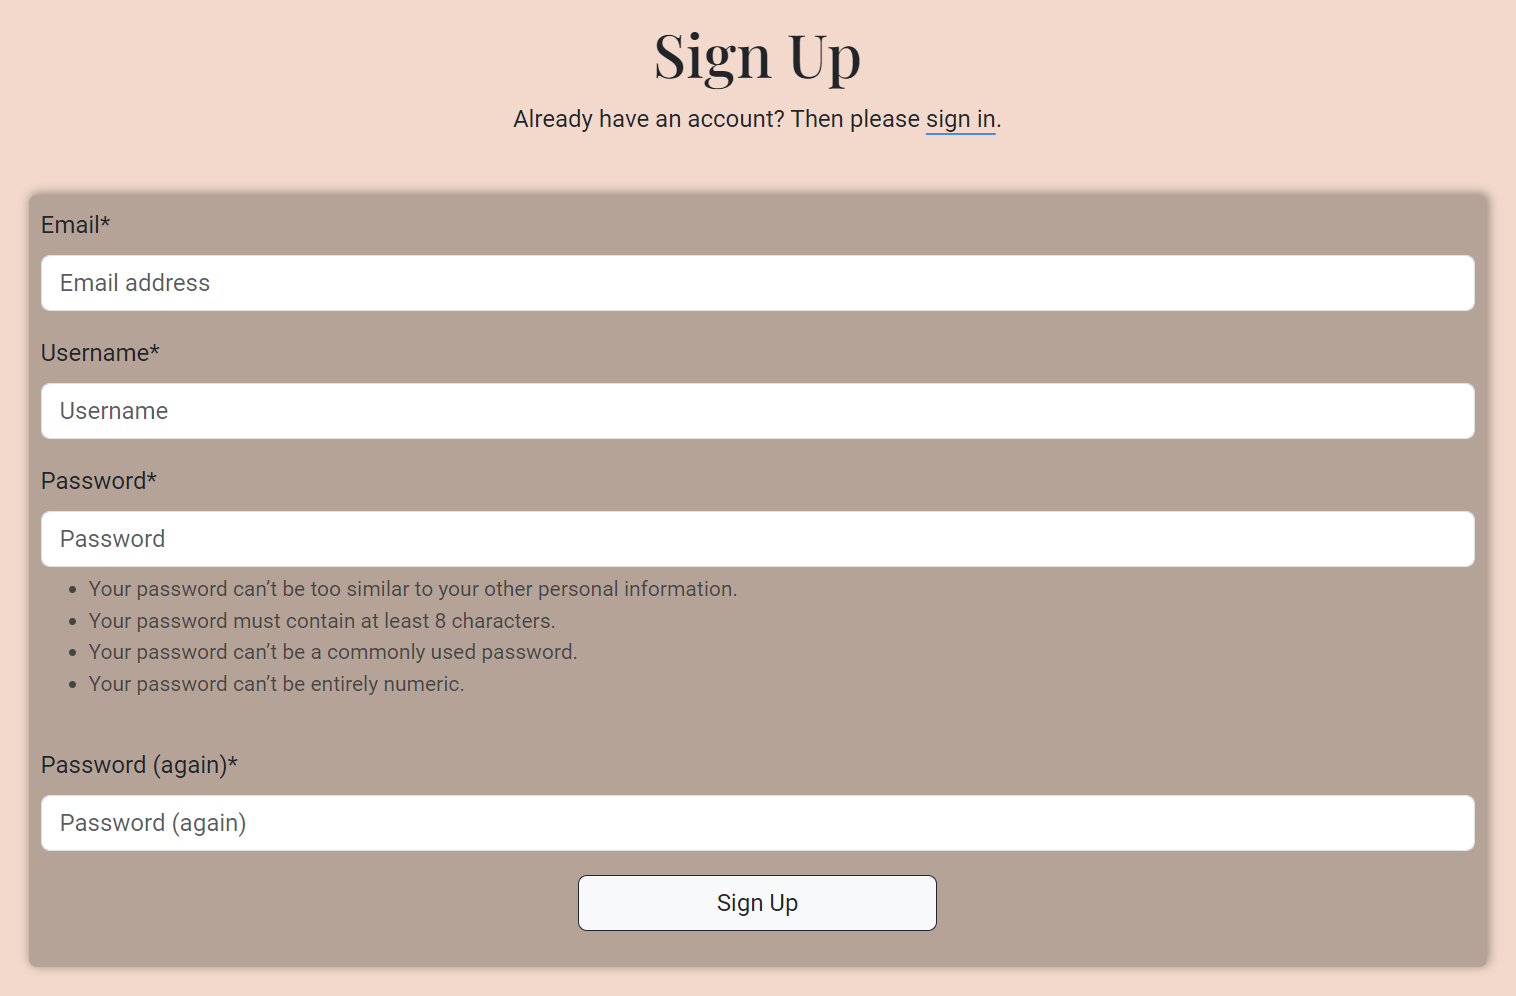 Sign Up
Already have an account? Then please sign in.
Email*
Email address
Username*
Username
Password*
Password
• Your password can’t be too similar to your other personal information.
• Your password must contain at least 8 characters.
• Your password can’t be a commonly used password.
• Your password can’t be entirely numeric.
Password (again)*
Password (again)
Sign Up